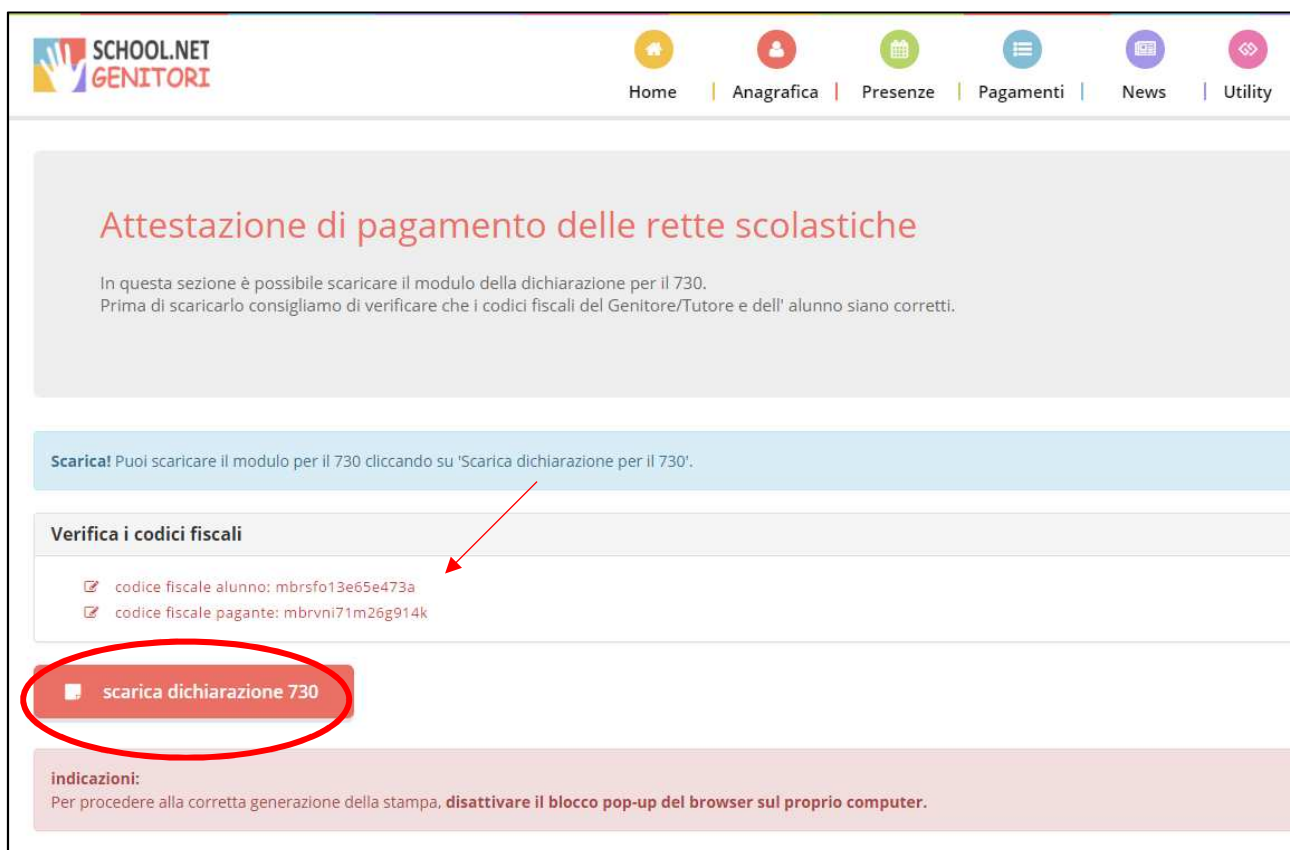 SCHOOL.NET
GENITORI
Home | Anagrafica | Presenze | Pagamenti | News | Utility
Attestazione di pagamento delle rette scolastiche
In questa sezione è possibile scaricare il modulo della dichiarazione per il 730.
Prima di scaricarlo consigliamo di verificare che i codici fiscali del Genitore/Tutore e dell' alunno siano corretti.
Scarica! Puoi scaricare il modulo per il 730 cliccando su 'Scarica dichiarazione per il 730'.
Verifica i codici fiscali
codice fiscale alunno: mbrsfo13e65e473a
codice fiscale pagante: mbrvni71m26g914k
scarica dichiarazione 730
indicazioni:
Per procedere alla corretta generazione della stampa, disattivare il blocco pop-up del browser sul proprio computer.